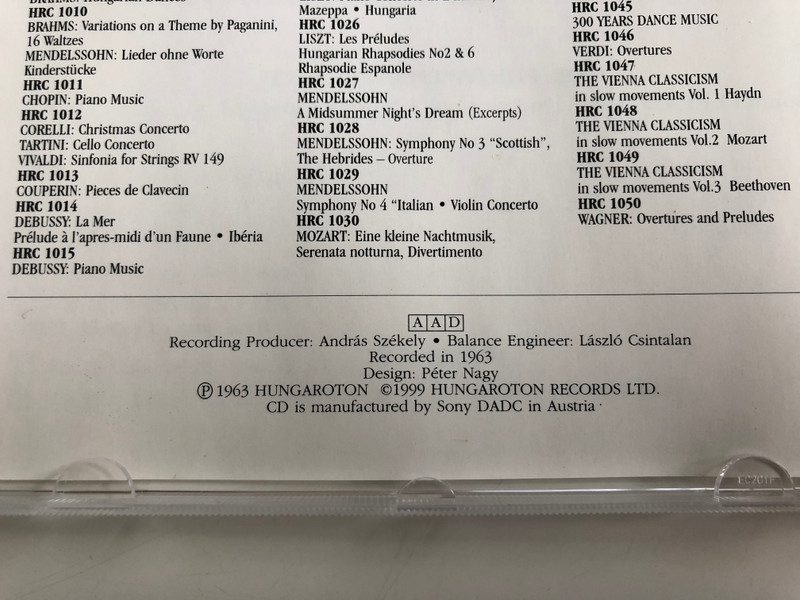 HRC 1010
BRAHMS: Variations on a Theme by Paganini,
16 Waltzes
MENDELSSOHN: Lieder ohne Worte
Kinderstücke
HRC 1011
CHOPIN: Piano Music
HRC 1012
CORELLI: Christmas Concerto
TARTINI: Cello Concerto
VIVALDI: Sinfonia for Strings RV 149
HRC 1013
COUPERIN: Pieces de Clavecin
HRC 1014
DEBUSSY: La Mer
Prélude à l'apres-midi d'un Faune • Ibéria
HRC 1015
DEBUSSY: Piano Music
Mazeppa • Hungaria
HRC 1026
LISZT: Les Préludes
Hungarian Rhapsodies No2 & 6
Rhapsodie Espanole
HRC 1027
MENDELSSOHN
A Midsummer Night's Dream (Excerpts)
HRC 1028
MENDELSSOHN: Symphony No 3 “Scottish”,
The Hebrides – Overture
HRC 1029
MENDELSSOHN
Symphony No 4 “Italian • Violin Concerto
HRC 1030
MOZART: Eine kleine Nachtmusik,
Serenata notturna, Divertimento
HRC 1045
300 YEARS DANCE MUSIC
HRC 1046
VERDI: Overtures
HRC 1047
THE VIENNA CLASSICISM
in slow movements Vol. 1 Haydn
HRC 1048
THE VIENNA CLASSICISM
in slow movements Vol.2 Mozart
HRC 1049
THE VIENNA CLASSICISM
in slow movements Vol.3 Beethoven
HRC 1050
WAGNER: Overtures and Preludes
AAD
Recording Producer: András Székely • Balance Engineer: László Csintalan
Recorded in 1963
Design: Péter Nagy
℗ 1963 HUNGAROTON ©1999 HUNGAROTON RECORDS LTD.
CD is manufactured by Sony DADC in Austria